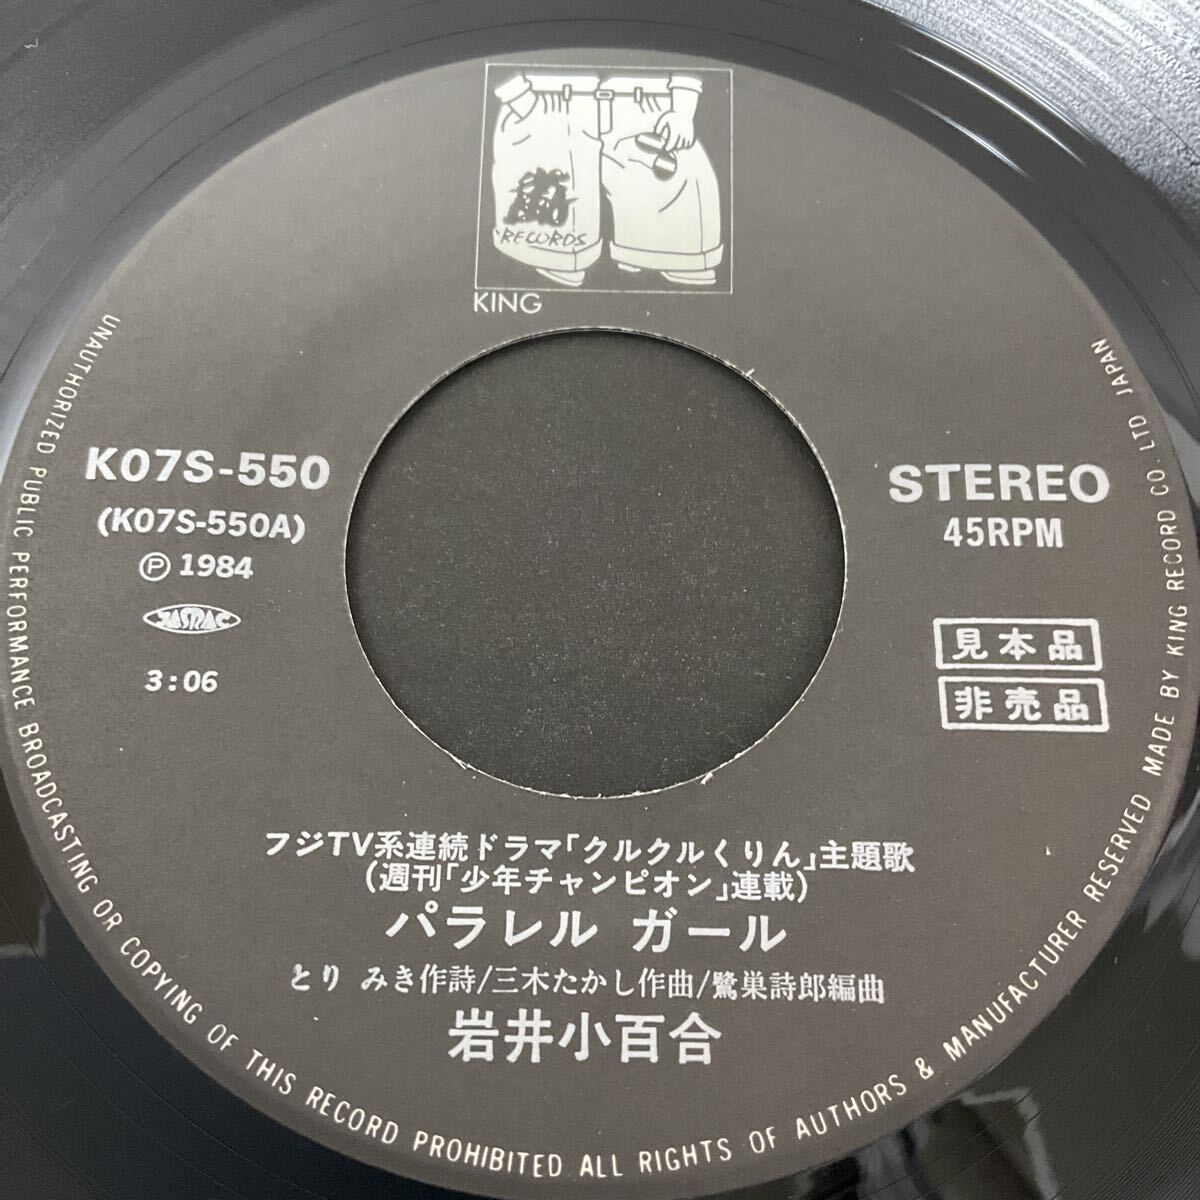 嵐
RECORDS
KING
K07S-550
(K07S-550A)
Ⓟ 1984
JASRAC
3:06
STEREO
45RPM
見本品
非売品
フジTV系連続ドラマ「クルクルくりん」主題歌
(週刊「少年チャンピオン」連載)
パラレル ガール
とり みき作詩/三木たかし作曲/鷺巣詩郎編曲
岩井小百合
UNAUTHORIZED PUBLIC PERFORMANCE BROADCASTING OR COPYING OF THIS RECORD PROHIBITED ALL RIGHTS OF AUTHORS & MANUFACTURER RESERVED MADE BY KING RECORD CO. LTD JAPAN